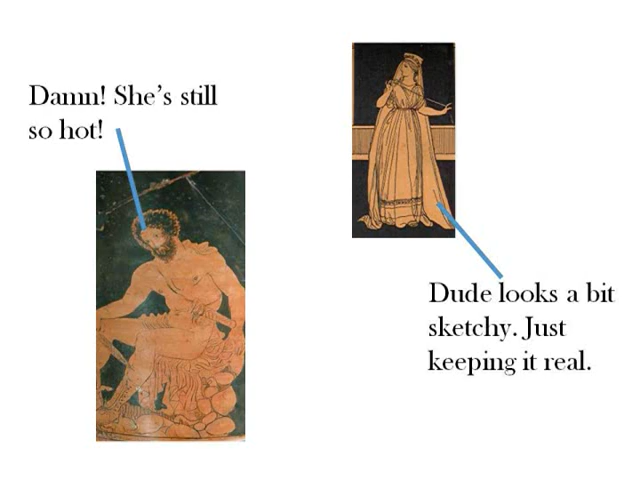 Damn! She's still
so hot!
Dude looks a bit
sketchy. Just
keeping it real.